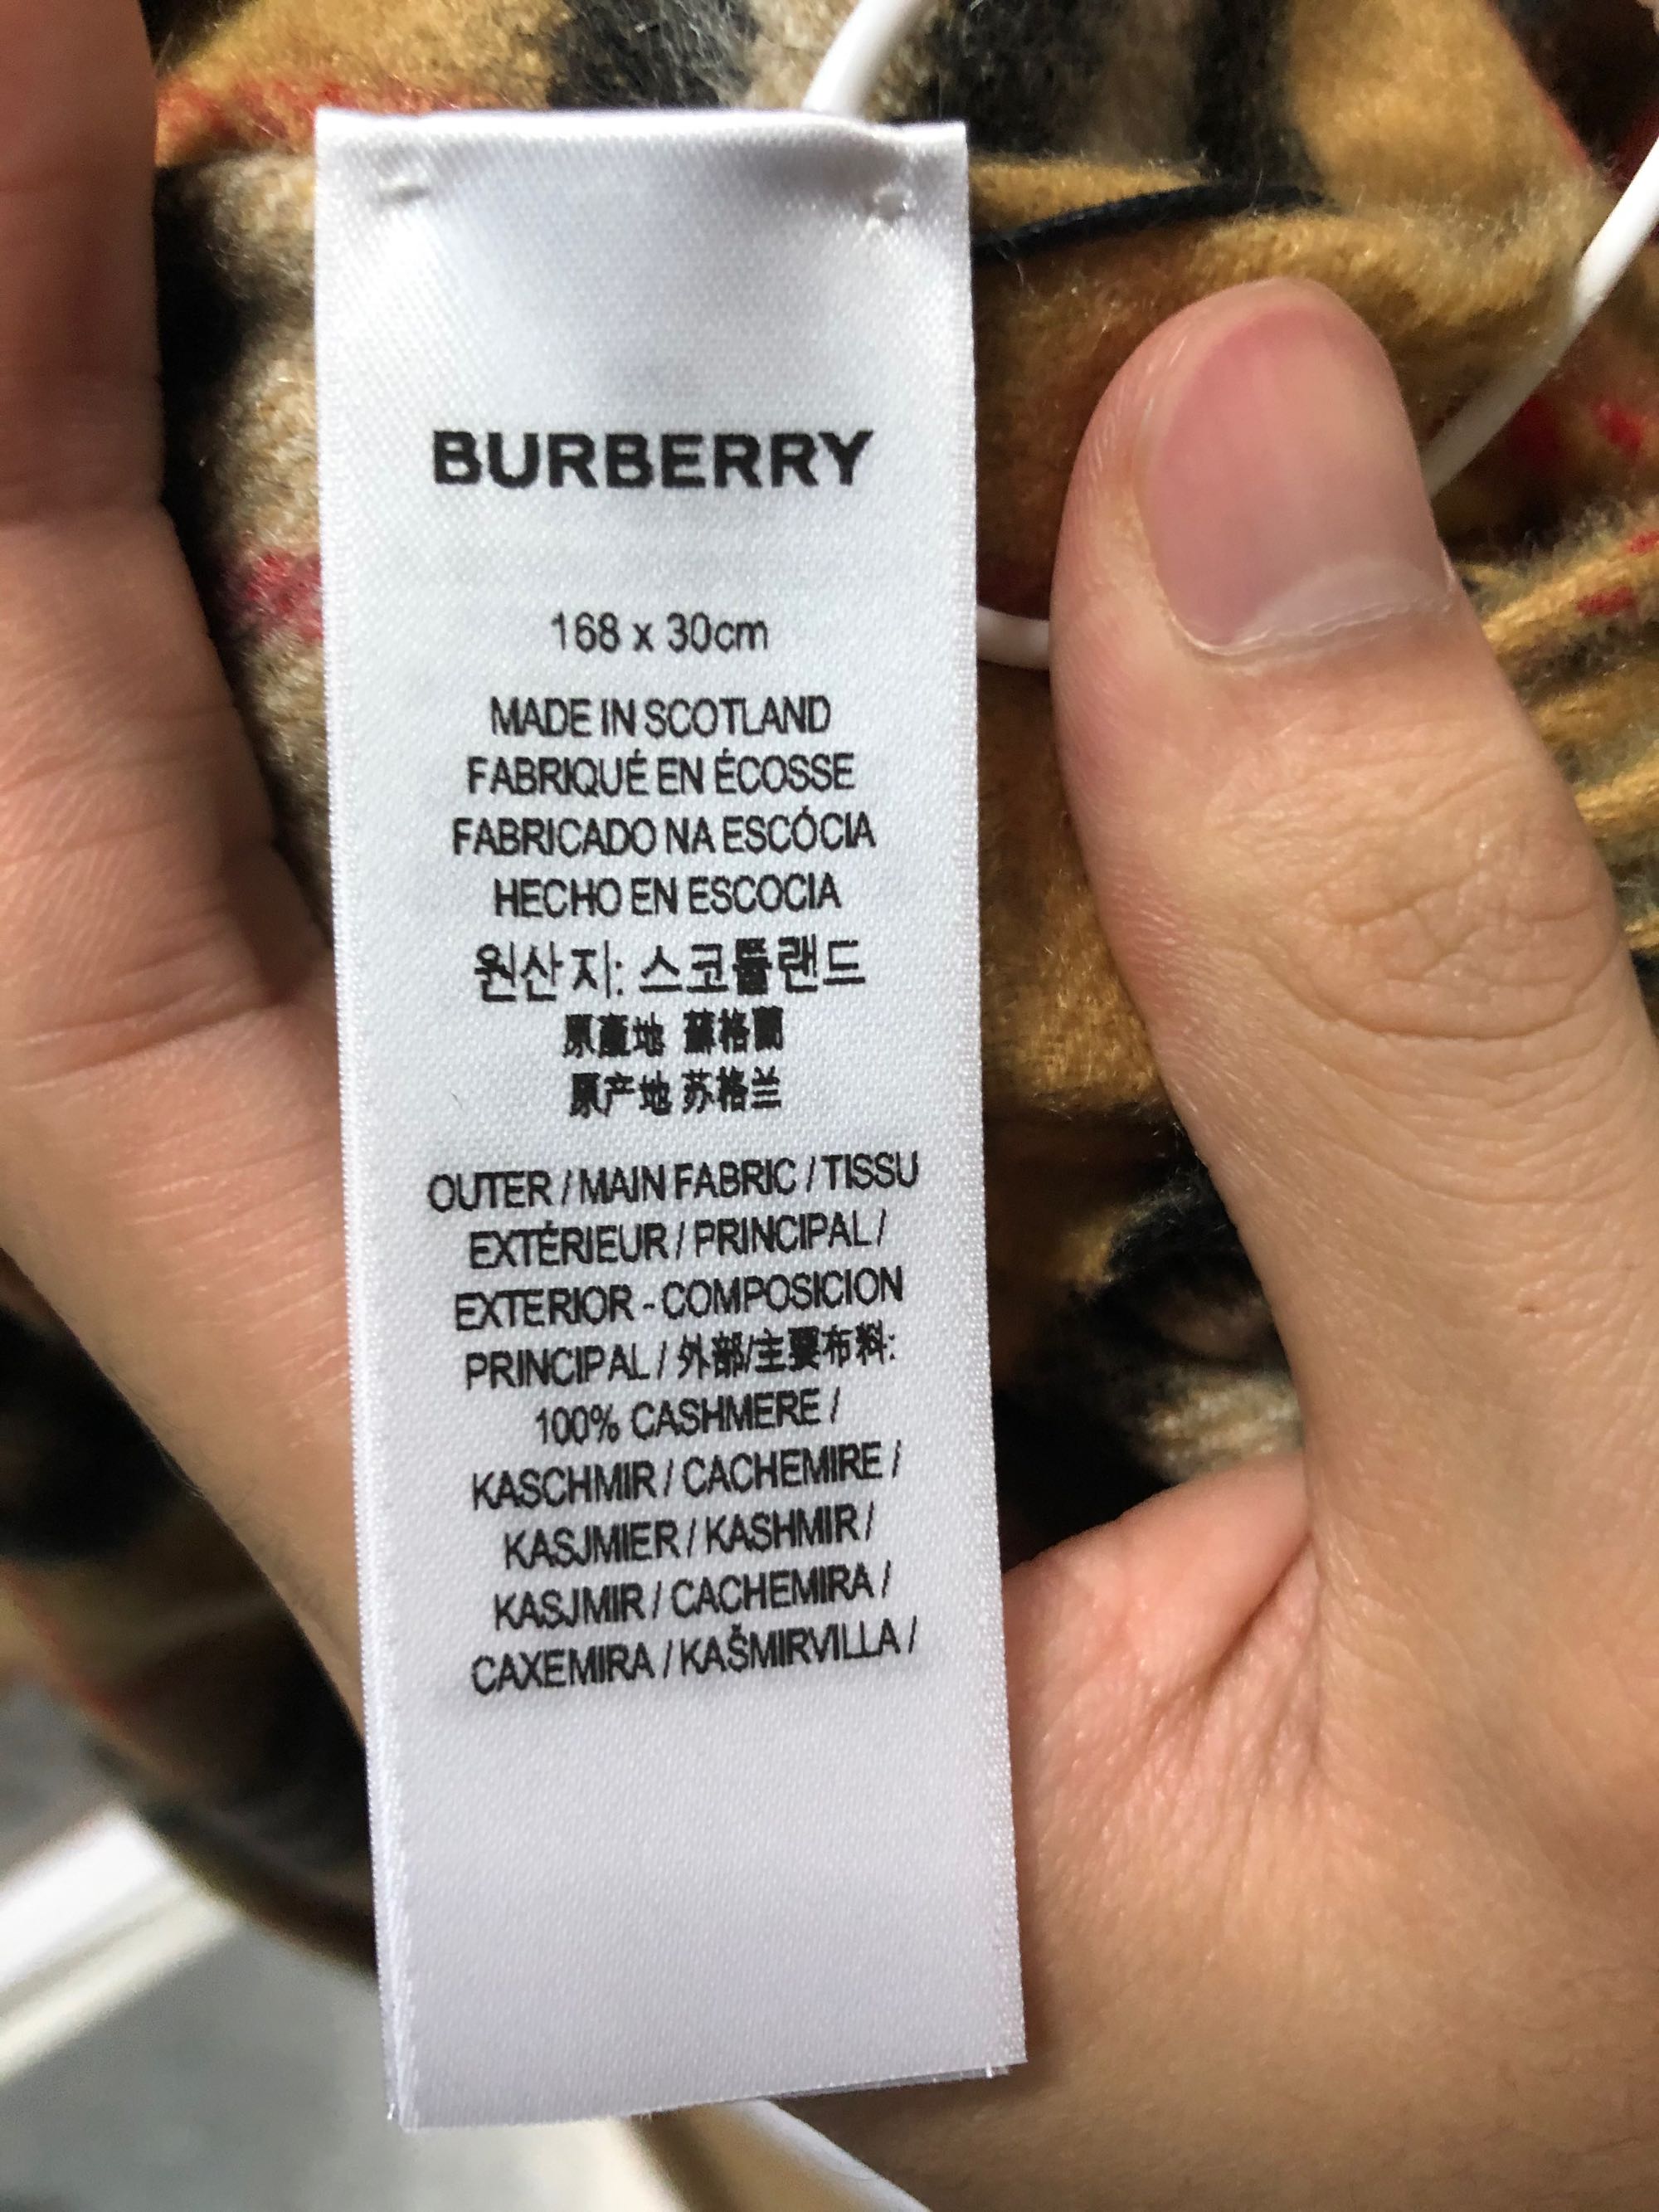 BURBERRY
168 x 30cm
MADE IN SCOTLAND
FABRIQUÉ EN ÉCOSSE
FABRICADO NA ESCÓCIA
HECHO EN ESCOCIA
원산지: 스코틀랜드
原產地 蘇格蘭
原产地 苏格兰
OUTER / MAIN FABRIC / TISSU
EXTÉRIEUR / PRINCIPAL /
EXTERIOR - COMPOSICION
PRINCIPAL / 外部/主要布料:
100% CASHMERE /
KASCHMIR / CACHEMIRE /
KASJMIER / KASHMIR /
KASJMIR / CACHEMIRA /
CAXEMIRA / KAŠMIRVILLA /